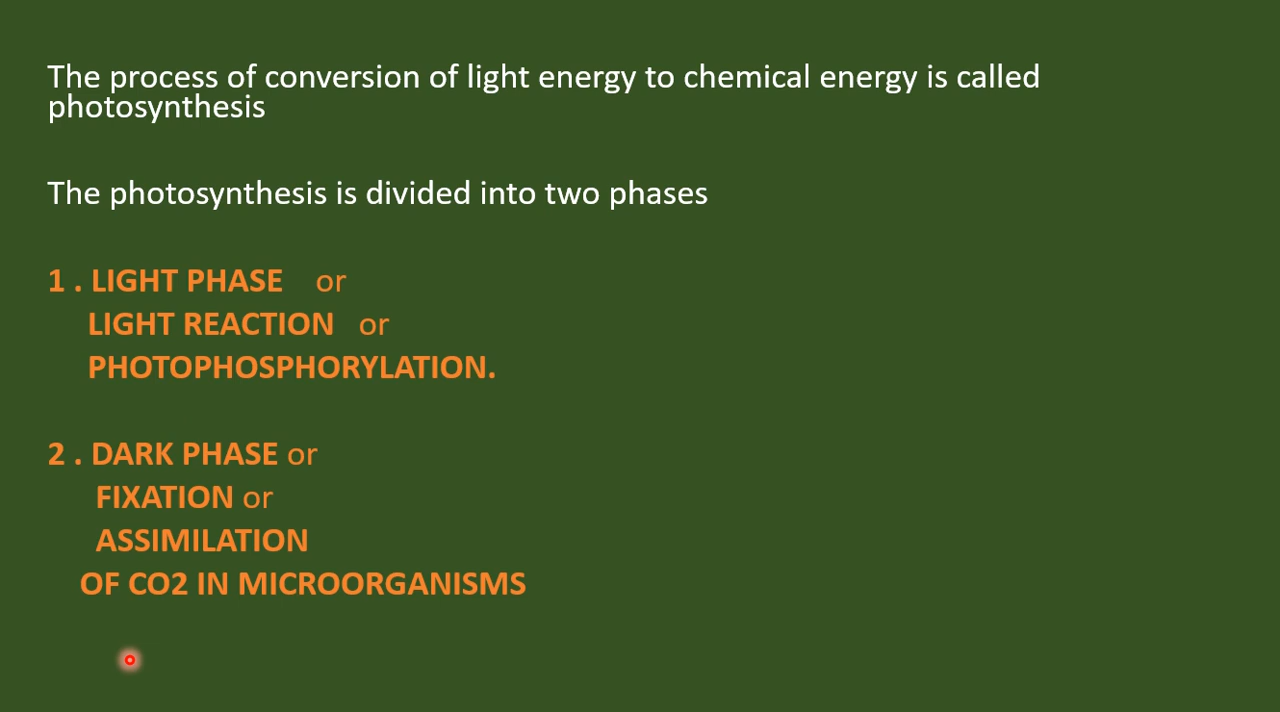 The process of conversion of light energy to chemical energy is called
photosynthesis
The photosynthesis is divided into two phases
1 . LIGHT PHASE or
LIGHT REACTION or
PHOTOPHOSPHORYLATION.
2 . DARK PHASE or
FIXATION or
ASSIMILATION
OF CO2 IN MICROORGANISMS